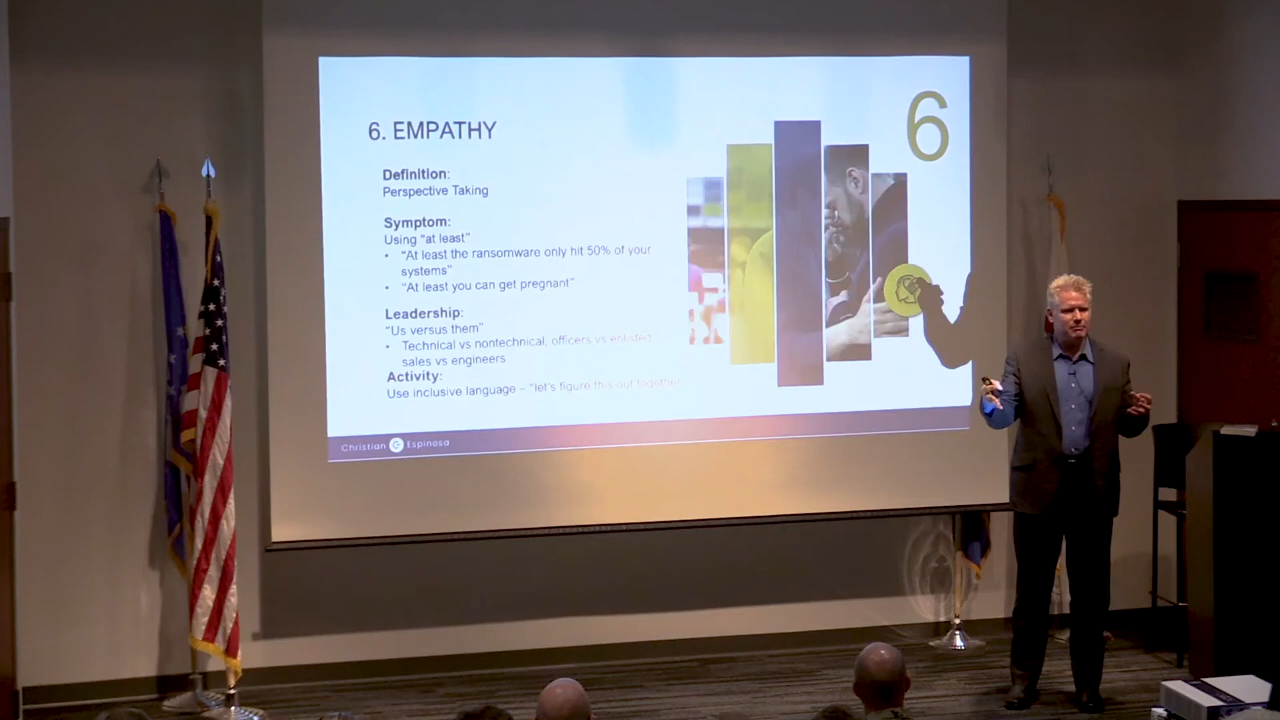 6
6. EMPATHY
Definition:
Perspective Taking
Symptom:
Using “at least”
• “At least the ransomware only hit 50% of your
systems”
• “At least you can get pregnant”
Leadership:
“Us versus them”
• Technical vs nontechnical, officers vs enlisted,
sales vs engineers
Activity:
Use inclusive language – “let’s figure this out together”
Christian Espinosa